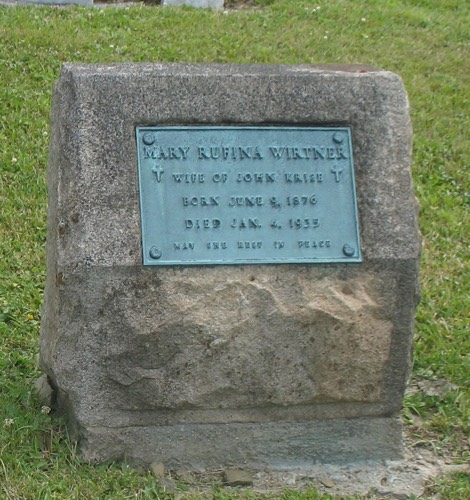 MARY RUFINA WIRTNER
† WIFE OF JOHN KRISE †
BORN JUNE 9, 1876
DIED JAN. 4, 1935
MAY SHE REST IN PEACE